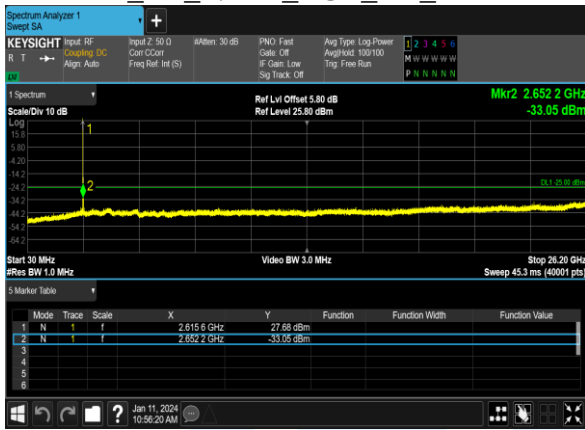 Spectrum Analyzer 1
Swept SA
KEYSIGHT
R T
Input: RF
Coupling: DC
Align: Auto
Input Z: 50 Ω
Corr CCorr
Freq Ref: Int (S)
#Atten: 30 dB
PNO: Fast
Gate: Off
IF Gain: Low
Sig Track: Off
Avg Type: Log-Power
Avg|Hold: 100/100
Trig: Free Run
1 2 3 4 5 6
M W W W W W
P N N N N N
1 Spectrum
Scale/Div 10 dB
Ref Lvl Offset 5.80 dB
Ref Level 25.80 dBm
Mkr2 2.652 2 GHz
-33.05 dBm
Log
15.8
5.80
-4.20
-14.2
-24.2
-34.2
-44.2
-54.2
-64.2
1
2
DL1 -25.00 dBm
Start 30 MHz
#Res BW 1.0 MHz
Video BW 3.0 MHz
Stop 26.20 GHz
Sweep 45.3 ms (40001 pts)
5 Marker Table
Mode Trace Scale X Y Function Function Width Function Value
1 N 1 f 2.615 6 GHz 27.68 dBm
2 N 1 f 2.652 2 GHz -33.05 dBm
3
4
5
6
?
Jan 11, 2024
10:56:20 AM